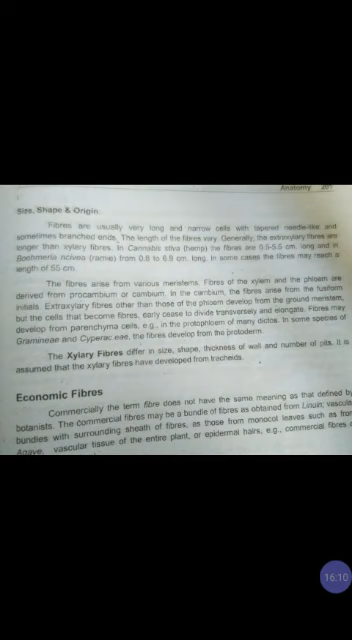 Anatomy 201
Size, Shape & Origin.
Fibres are usually very long and narrow cells with tapered needle-like and
sometimes branched ends. The length of the fibres vary. Generally, the extraxylary fibres are
longer than xylary fibres. In Cannabis stiva (hemp) the fibres are 0.5-5.5 cm. long and in
Boehmeria nciveo (ramie) from 0.8 to 6.8 cm. long. In some cases the fibres may reach a
length of 55 cm.
The fibres arise from various meristems. Fibres of the xylem and the phloem are
derived from procambium or cambium. In the cambium, the fibres arise from the fusiform
initials. Extraxylary fibres other than those of the phloem develop from the ground meristem,
but the cells that become fibres, early cease to divide transversely and elongate. Fibres may
develop from parenchyma cells, e.g., in the protophloem of many dictos. In some species of
Gramineae and Cyperac eae, the fibres develop from the protoderm.
The Xylary Fibres differ in size, shape, thickness of wall and number of pits. It is
assumed that the xylary fibres have developed from tracheids.
Economic Fibres
Commercially the term fibre does not have the same meaning as that defined by
botanists. The commercial fibres may be a bundle of fibres as obtained from Linum; vascula
bundles with surrounding sheath of fibres, as those from monocot leaves such as from
Agave; vascular tissue of the entire plant, or epidermal hairs, e.g., commercial fibres
16:10